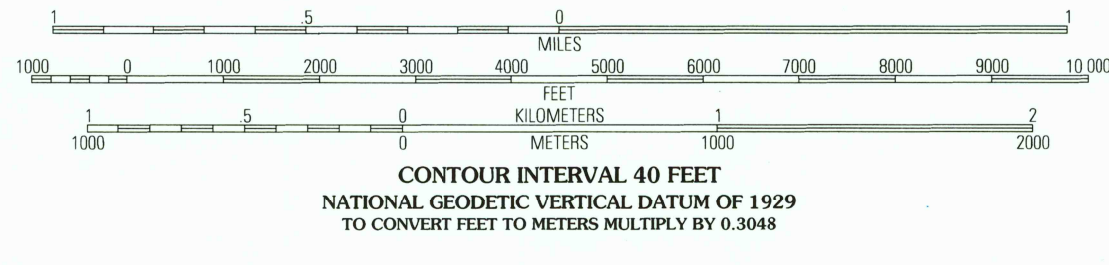 1 .5 0 1
MILES
1000 0 1000 2000 3000 4000 5000 6000 7000 8000 9000 10 000
FEET
1 .5 0 KILOMETERS 1 2
1000 0 METERS 1000 2000
CONTOUR INTERVAL 40 FEET
NATIONAL GEODETIC VERTICAL DATUM OF 1929
TO CONVERT FEET TO METERS MULTIPLY BY 0.3048